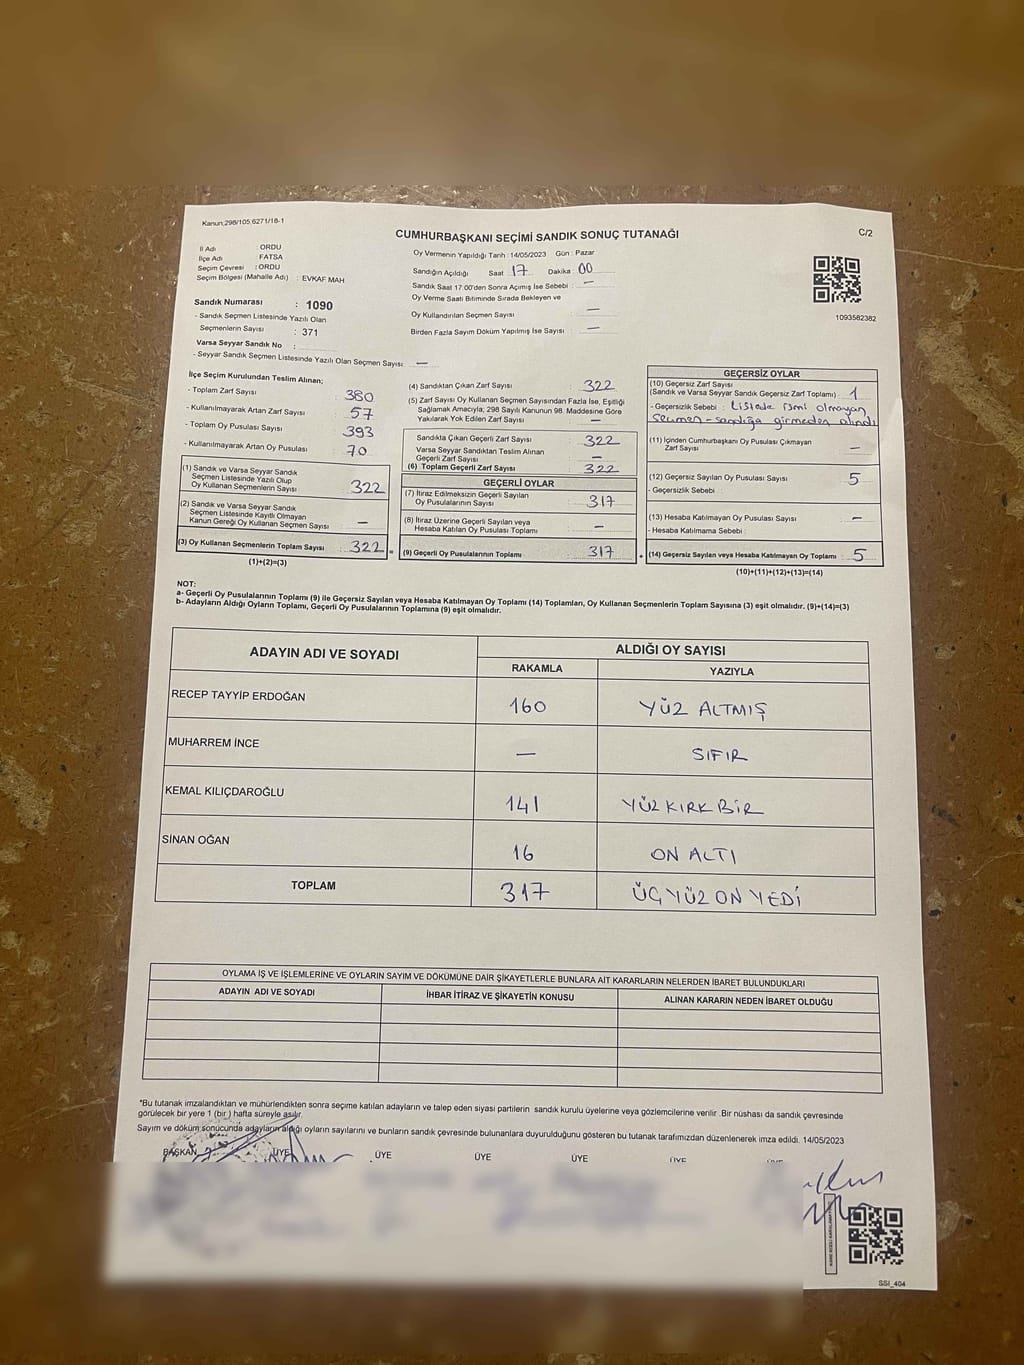 Kanun,298/105,6271/18-1
CUMHURBAŞKANI SEÇİMİ SANDIK SONUÇ TUTANAĞI
C/2
İl Adı : ORDU
İlçe Adı FATSA
Seçim Çevresi : ORDU
Seçim Bölgesi (Mahalle Adı) : EVKAF MAH
Oy Vermenin Yapıldığı Tarih :14/05/2023 Gün : Pazar
Sandığın Açıldığı Saat 17 Dakika : 00
Sandık Saat 17:00'den Sonra Açımış İse Sebebi : —
Oy Verme Saati Bitiminde Sırada Bekleyen ve
Oy Kullandırılan Seçmen Sayısı —
Birden Fazla Sayım Döküm Yapılmış İse Sayısı —
1093582382
Sandık Numarası : 1090
- Sandık Seçmen Listesinde Yazılı Olan
Seçmenlerin Sayısı : 371
Varsa Seyyar Sandık No :
- Seyyar Sandık Seçmen Listesinde Yazılı Olan Seçmen Sayısı: —
İlçe Seçim Kurulundan Teslim Alınan;
- Toplam Zarf Sayısı 380
- Kullanılmayarak Artan Zarf Sayısı 57
- Toplam Oy Pusulası Sayısı 393
- Kullanılmayarak Artan Oy Pusulası 70
(1) Sandık ve Varsa Seyyar Sandık
Seçmen Listesinde Yazılı Olup
Oy Kullanan Seçmenlerin Sayısı 322
(2) Sandık ve Varsa Seyyar Sandık
Seçmen Listesinde Kayıtlı Olmayan
Kanun Gereği Oy Kullanan Seçmen Sayısı —
(3) Oy Kullanan Seçmenlerin Toplam Sayısı 322
(1)+(2)=(3)
(4) Sandıktan Çıkan Zarf Sayısı : 322
(5) Zarf Sayısı Oy Kullanan Seçmen Sayısından Fazla İse, Eşitliği
Sağlamak Amacıyla; 298 Sayılı Kanunun 98. Maddesine Göre
Yakılarak Yok Edilen Zarf Sayısı —
Sandıkta Çıkan Geçerli Zarf Sayısı 322
Varsa Seyyar Sandıktan Teslim Alınan
Geçerli Zarf Sayısı —
(6) Toplam Geçerli Zarf Sayısı 322
GEÇERLİ OYLAR
(7) İtiraz Edilmeksizin Geçerli Sayılan
Oy Pusulalarının Sayısı 317
(8) İtiraz Üzerine Geçerli Sayılan veya
Hesaba Katılan Oy Pusulası Toplamı —
= (9) Geçerli Oy Pusulalarının Toplamı 317
GEÇERSİZ OYLAR
(10) Geçersiz Zarf Sayısı
(Sandık ve Varsa Seyyar Sandık Geçersiz Zarf Toplamı) 1
- Geçersizlik Sebebi : Listede ismi olmayan
seçmen-sandığa girmeden alındı
(11) İçinden Cumhurbaşkanı Oy Pusulası Çıkmayan
Zarf Sayısı —
(12) Geçersiz Sayılan Oy Pusulası Sayısı 5
- Geçersizlik Sebebi
(13) Hesaba Katılmayan Oy Pusulası Sayısı —
- Hesaba Katılmama Sebebi :
+ (14) Geçersiz Sayılan veya Hesaba Katılmayan Oy Toplamı 5
(10)+(11)+(12)+(13)=(14)
NOT:
a- Geçerli Oy Pusulalarının Toplamı (9) ile Geçersiz Sayılan veya Hesaba Katılmayan Oy Toplamı (14) Toplamları, Oy Kullanan Seçmenlerin Toplam Sayısına (3) eşit olmalıdır. (9)+(14)=(3)
b- Adayların Aldığı Oyların Toplamı, Geçerli Oy Pusulalarının Toplamına (9) eşit olmalıdır.
ADAYIN ADI VE SOYADI ALDIĞI OY SAYISI
RAKAMLA YAZIYLA
RECEP TAYYİP ERDOĞAN 160 YÜZ ALTMIŞ
MUHARREM İNCE — SIFIR
KEMAL KILIÇDAROĞLU 141 YÜZ KIRK BİR
SİNAN OĞAN 16 ON ALTI
TOPLAM 317 ÜÇ YÜZ ON YEDİ
OYLAMA İŞ VE İŞLEMLERİNE VE OYLARIN SAYIM VE DÖKÜMÜNE DAİR ŞİKAYETLERLE BUNLARA AİT KARARLARIN NELERDEN İBARET BULUNDUKLARI
ADAYIN ADI VE SOYADI İHBAR İTİRAZ VE ŞİKAYETİN KONUSU ALINAN KARARIN NEDEN İBARET OLDUĞU
*Bu tutanak imzalandıktan ve mühürlendikten sonra seçime katılan adayların ve talep eden siyasi partilerin sandık kurulu üyelerine veya gözlemcilerine verilir .Bir nüshası da sandık çevresinde
görülecek bir yere 1 (bir ) hafta süreyle asılır.
Sayım ve döküm sonucunda adayların aldığı oyların sayılarını ve bunların sandık çevresinde bulunanlara duyurulduğunu gösteren bu tutanak tarafımızdan düzenlenerek imza edildi. 14/05/2023
BAŞKAN ÜYE ÜYE ÜYE ÜYE ÜYE
SSI_404